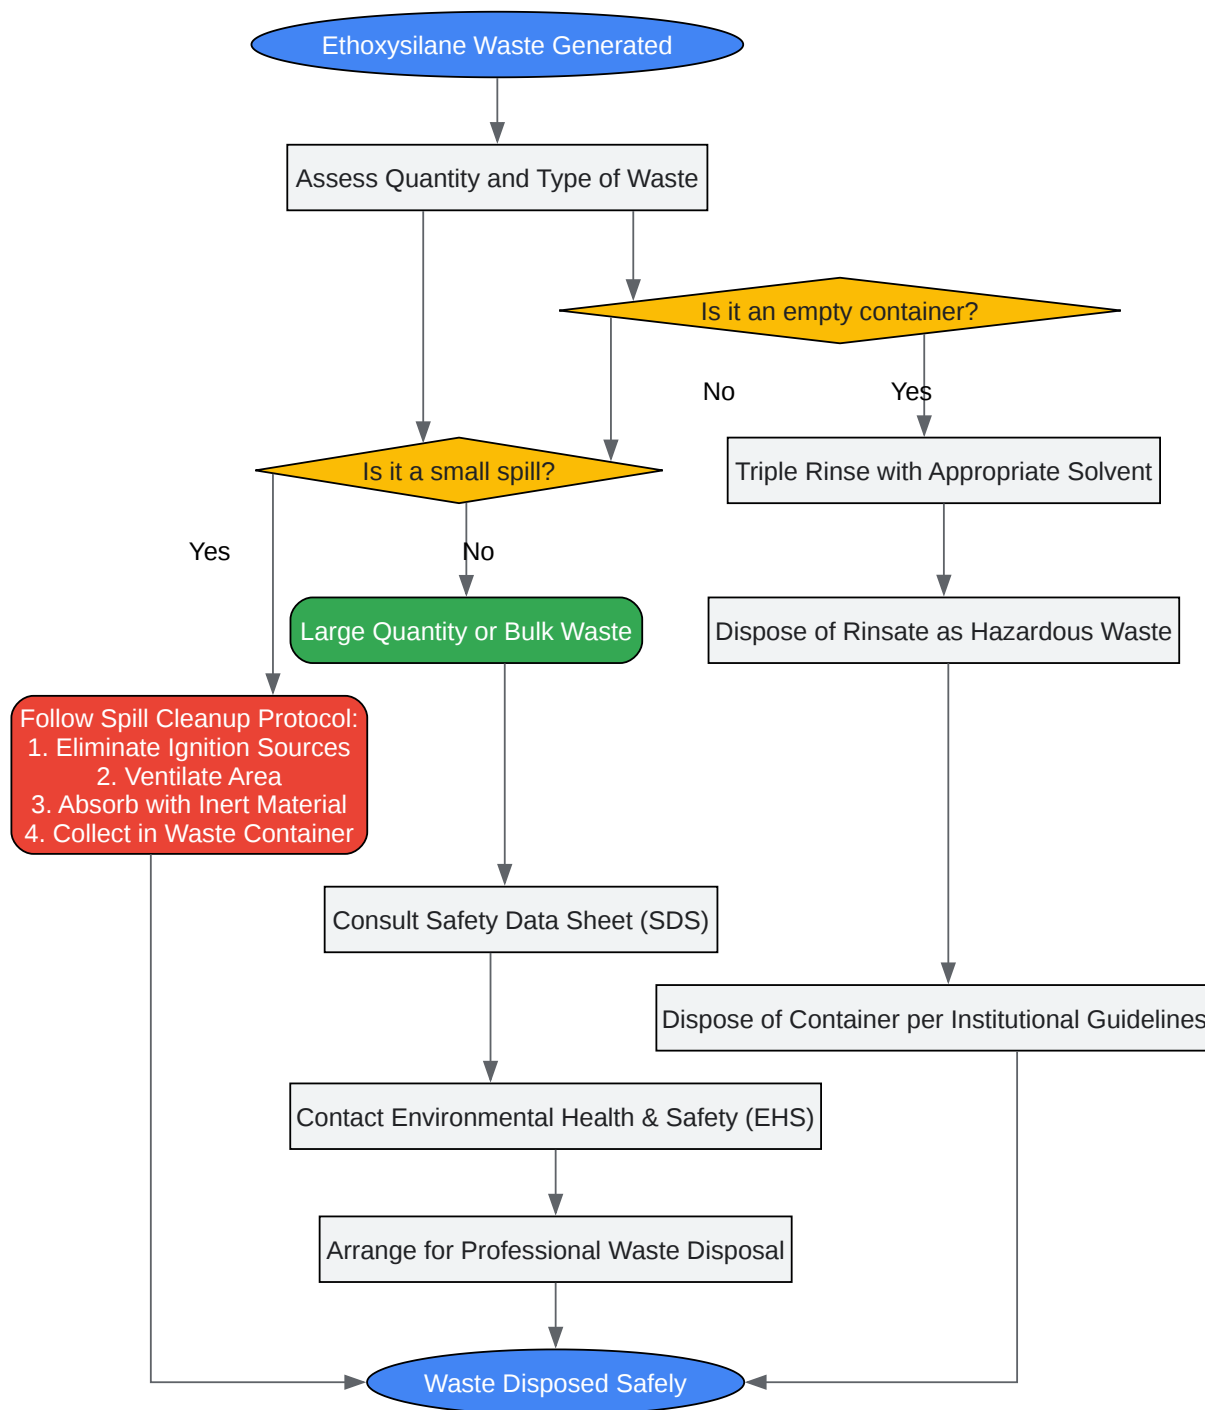 Ethoxysilane Waste Generated
Assess Quantity and Type of Waste
Is it an empty container?
No
Yes
Is it a small spill?
Triple Rinse with Appropriate Solvent
Yes
No
Large Quantity or Bulk Waste
Dispose of Rinsate as Hazardous Waste
Follow Spill Cleanup Protocol:
1. Eliminate Ignition Sources
2. Ventilate Area
3. Absorb with Inert Material
4. Collect in Waste Container
Consult Safety Data Sheet (SDS)
Dispose of Container per Institutional Guidelines
Contact Environmental Health & Safety (EHS)
Arrange for Professional Waste Disposal
Waste Disposed Safely